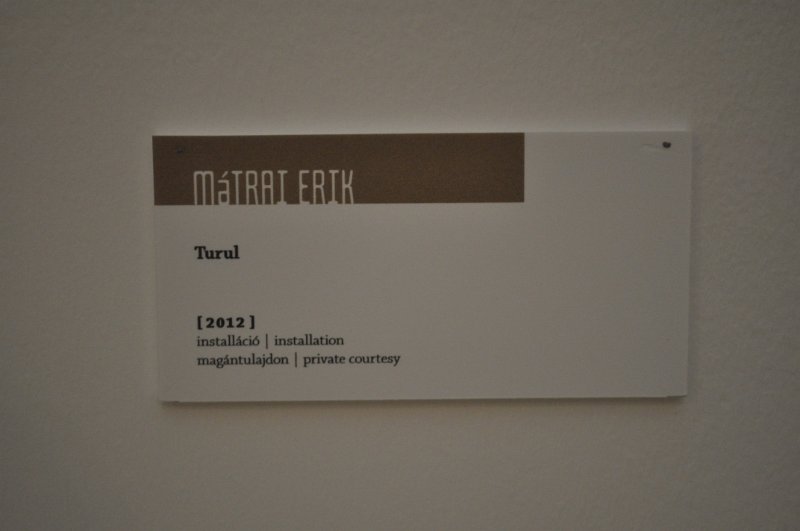 MáTRAI ERIK
Turul
[ 2012 ]
installáció | installation
magántulajdon | private courtesy